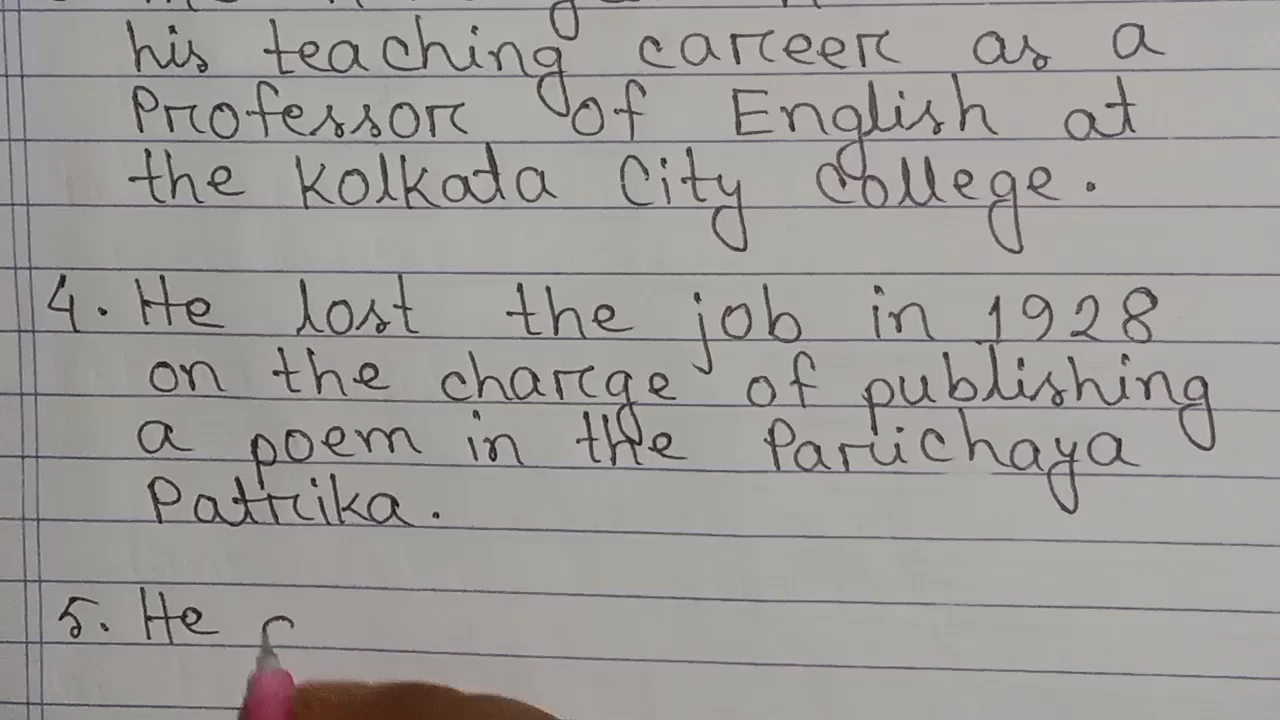 his teaching career as a
Professor of English at
the Kolkata City College.
4. He lost the job in 1928
on the charge of publishing
a poem in the Parichaya
Patrika.
5. He